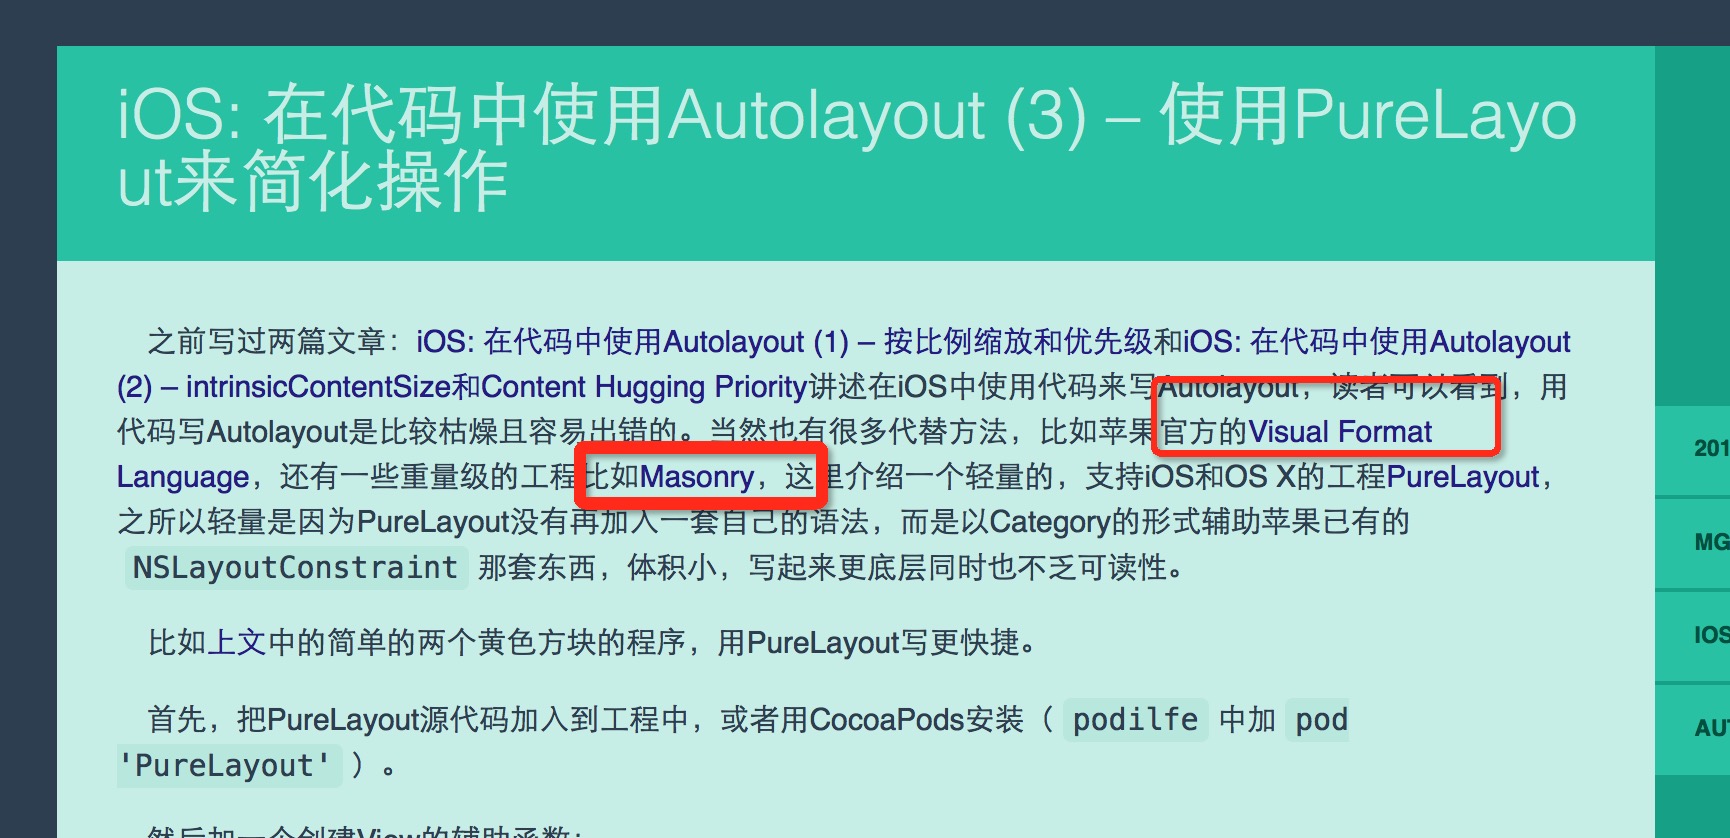 iOS: 在代码中使用Autolayout (3) – 使用PureLayo
ut来简化操作
之前写过两篇文章：iOS: 在代码中使用Autolayout (1) – 按比例缩放和优先级和iOS: 在代码中使用Autolayout
(2) – intrinsicContentSize和Content Hugging Priority讲述在iOS中使用代码来写Autolayout，读者可以看到，用
代码写Autolayout是比较枯燥且容易出错的。当然也有很多代替方法，比如苹果官方的Visual Format
Language，还有一些重量级的工程比如Masonry，这里介绍一个轻量的，支持iOS和OS X的工程PureLayout，
之所以轻量是因为PureLayout没有再加入一套自己的语法，而是以Category的形式辅助苹果已有的
NSLayoutConstraint 那套东西，体积小，写起来更底层同时也不乏可读性。
比如上文中的简单的两个黄色方块的程序，用PureLayout写更快捷。
首先，把PureLayout源代码加入到工程中，或者用CocoaPods安装（ podilfe 中加 pod
'PureLayout' ）。
然后加一个创建View的辅助函数：
201
MG
IOS
AUT